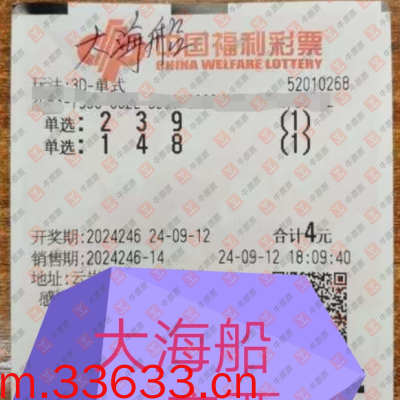 大海船
中国福利彩票
CHINA WELFARE LOTTERY
玩法:3D-单式 52010268
单选: 2 3 9 (1)
单选: 1 4 8 (1)
开奖期:2024246 24-09-12 合计4元
销售期:2024246-14 24-09-12 18:09:40
地址:云岩
感
大海船
m.33633.cn